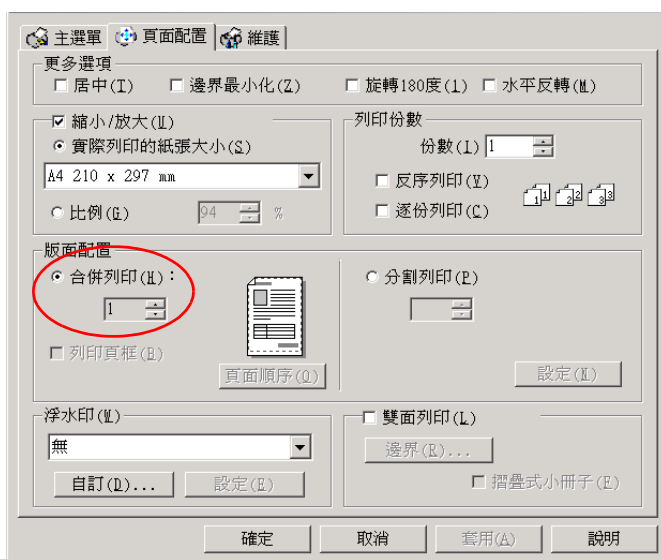 主選單 頁面配置 維護
更多選項
居中(T) 邊界最小化(Z) 旋轉180度(1) 水平反轉(M)
縮小/放大(U)
實際列印的紙張大小(S)
A4 210 x 297 mm
比例(G) 94 %
列印份數
份數(I) 1
反序列印(V)
逐份列印(C)
1 1 2 2 3 3
版面配置
合併列印(H):
1
列印頁框(B)
頁面順序(O)
分割列印(P)
設定(N)
浮水印(W)
無
自訂(D)... 設定(E)
雙面列印(L)
邊界(R)...
摺疊式小冊子(F)
確定 取消 套用(A) 說明